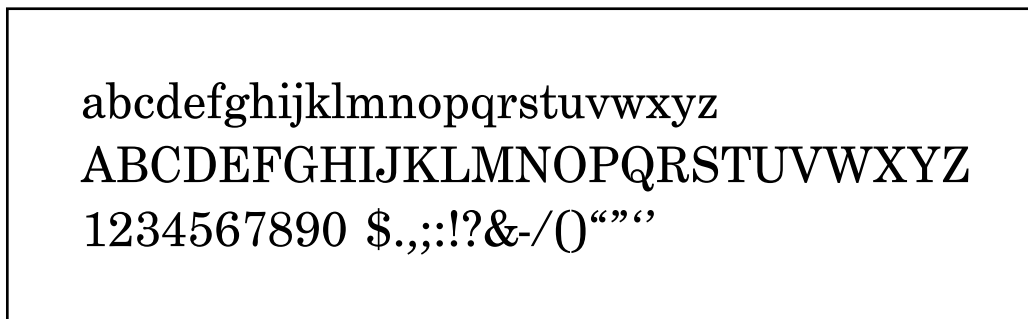 abcdefghijklmnopqrstuvwxyz
ABCDEFGHIJKLMNOPQRSTUVWXYZ
1234567890 $.,;:!?&-/()“”‘’